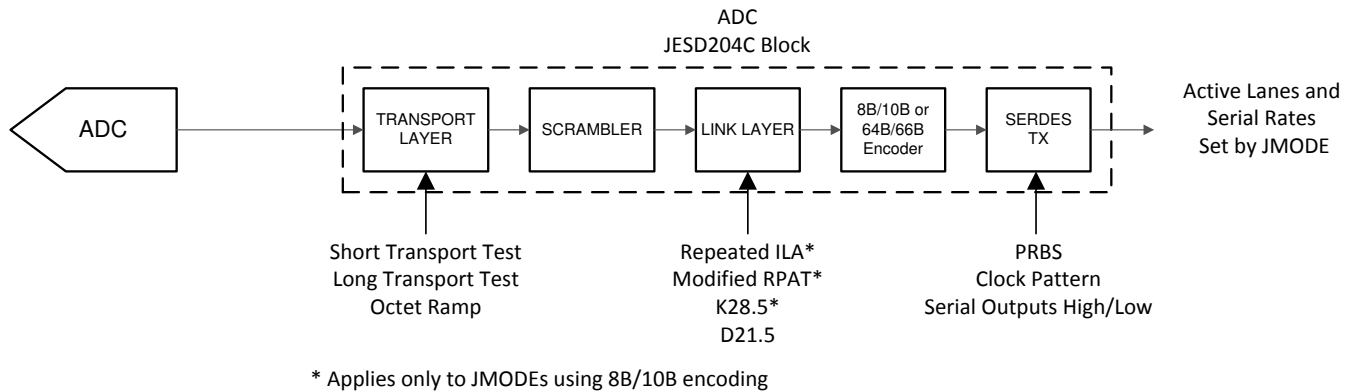 ADC
JESD204C Block
ADC
TRANSPORT
LAYER
SCRAMBLER
LINK LAYER
8B/10B or
64B/66B
Encoder
SERDES
TX
Active Lanes and
Serial Rates
Set by JMODE
Short Transport Test
Long Transport Test
Octet Ramp
Repeated ILA*
Modified RPAT*
K28.5*
D21.5
PRBS
Clock Pattern
Serial Outputs High/Low
* Applies only to JMODEs using 8B/10B encoding